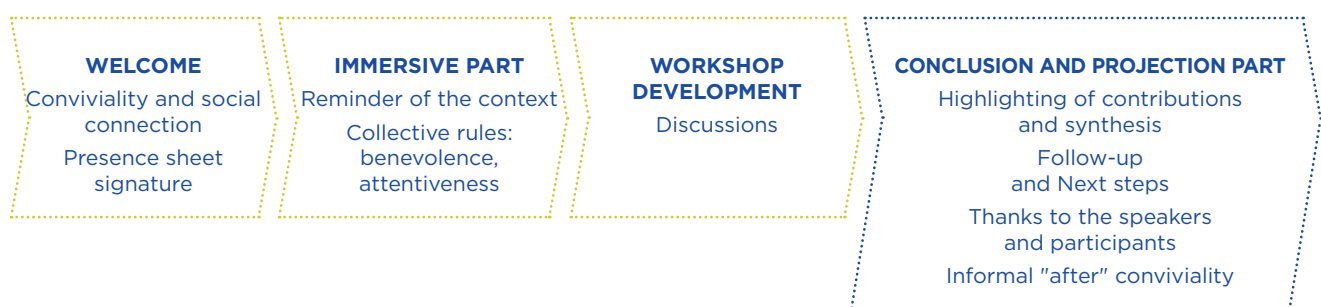 WELCOME
Conviviality and social
connection
Presence sheet
signature
IMMERSIVE PART
Reminder of the context
Collective rules:
benevolence,
attentiveness
WORKSHOP
DEVELOPMENT
Discussions
CONCLUSION AND PROJECTION PART
Highlighting of contributions
and synthesis
Follow-up
and Next steps
Thanks to the speakers
and participants
Informal "after" conviviality